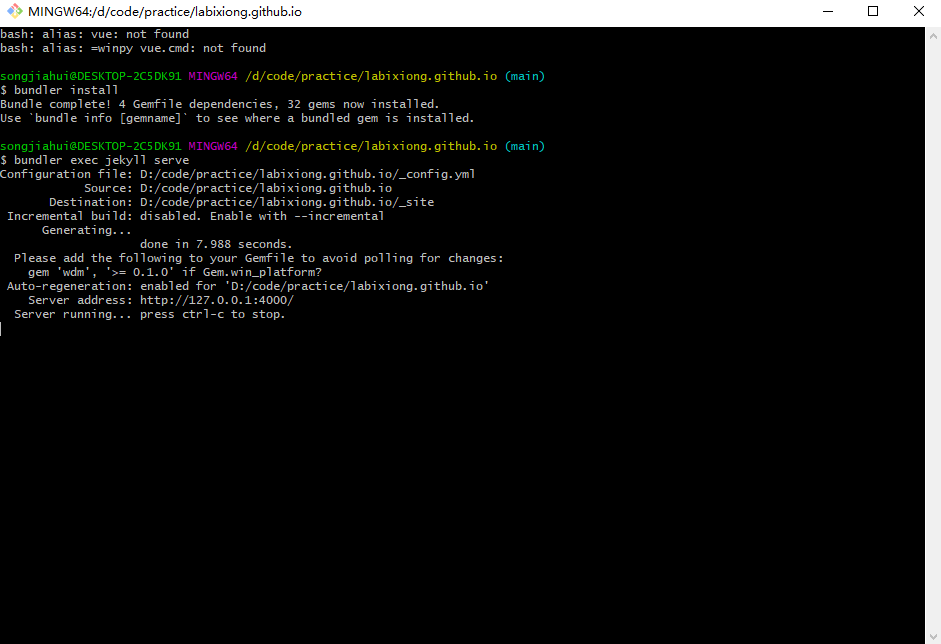 MINGW64:/d/code/practice/labixiong.github.io
bash: alias: vue: not found
bash: alias: =winpy vue.cmd: not found
songjiahui@DESKTOP-2C5DK91 MINGW64 /d/code/practice/labixiong.github.io (main)
$ bundler install
Bundle complete! 4 Gemfile dependencies, 32 gems now installed.
Use `bundle info [gemname]` to see where a bundled gem is installed.
songjiahui@DESKTOP-2C5DK91 MINGW64 /d/code/practice/labixiong.github.io (main)
$ bundler exec jekyll serve
Configuration file: D:/code/practice/labixiong.github.io/_config.yml
Source: D:/code/practice/labixiong.github.io
Destination: D:/code/practice/labixiong.github.io/_site
Incremental build: disabled. Enable with --incremental
Generating...
done in 7.988 seconds.
Please add the following to your Gemfile to avoid polling for changes:
gem 'wdm', '>= 0.1.0' if Gem.win_platform?
Auto-regeneration: enabled for 'D:/code/practice/labixiong.github.io'
Server address: http://127.0.0.1:4000/
Server running... press ctrl-c to stop.